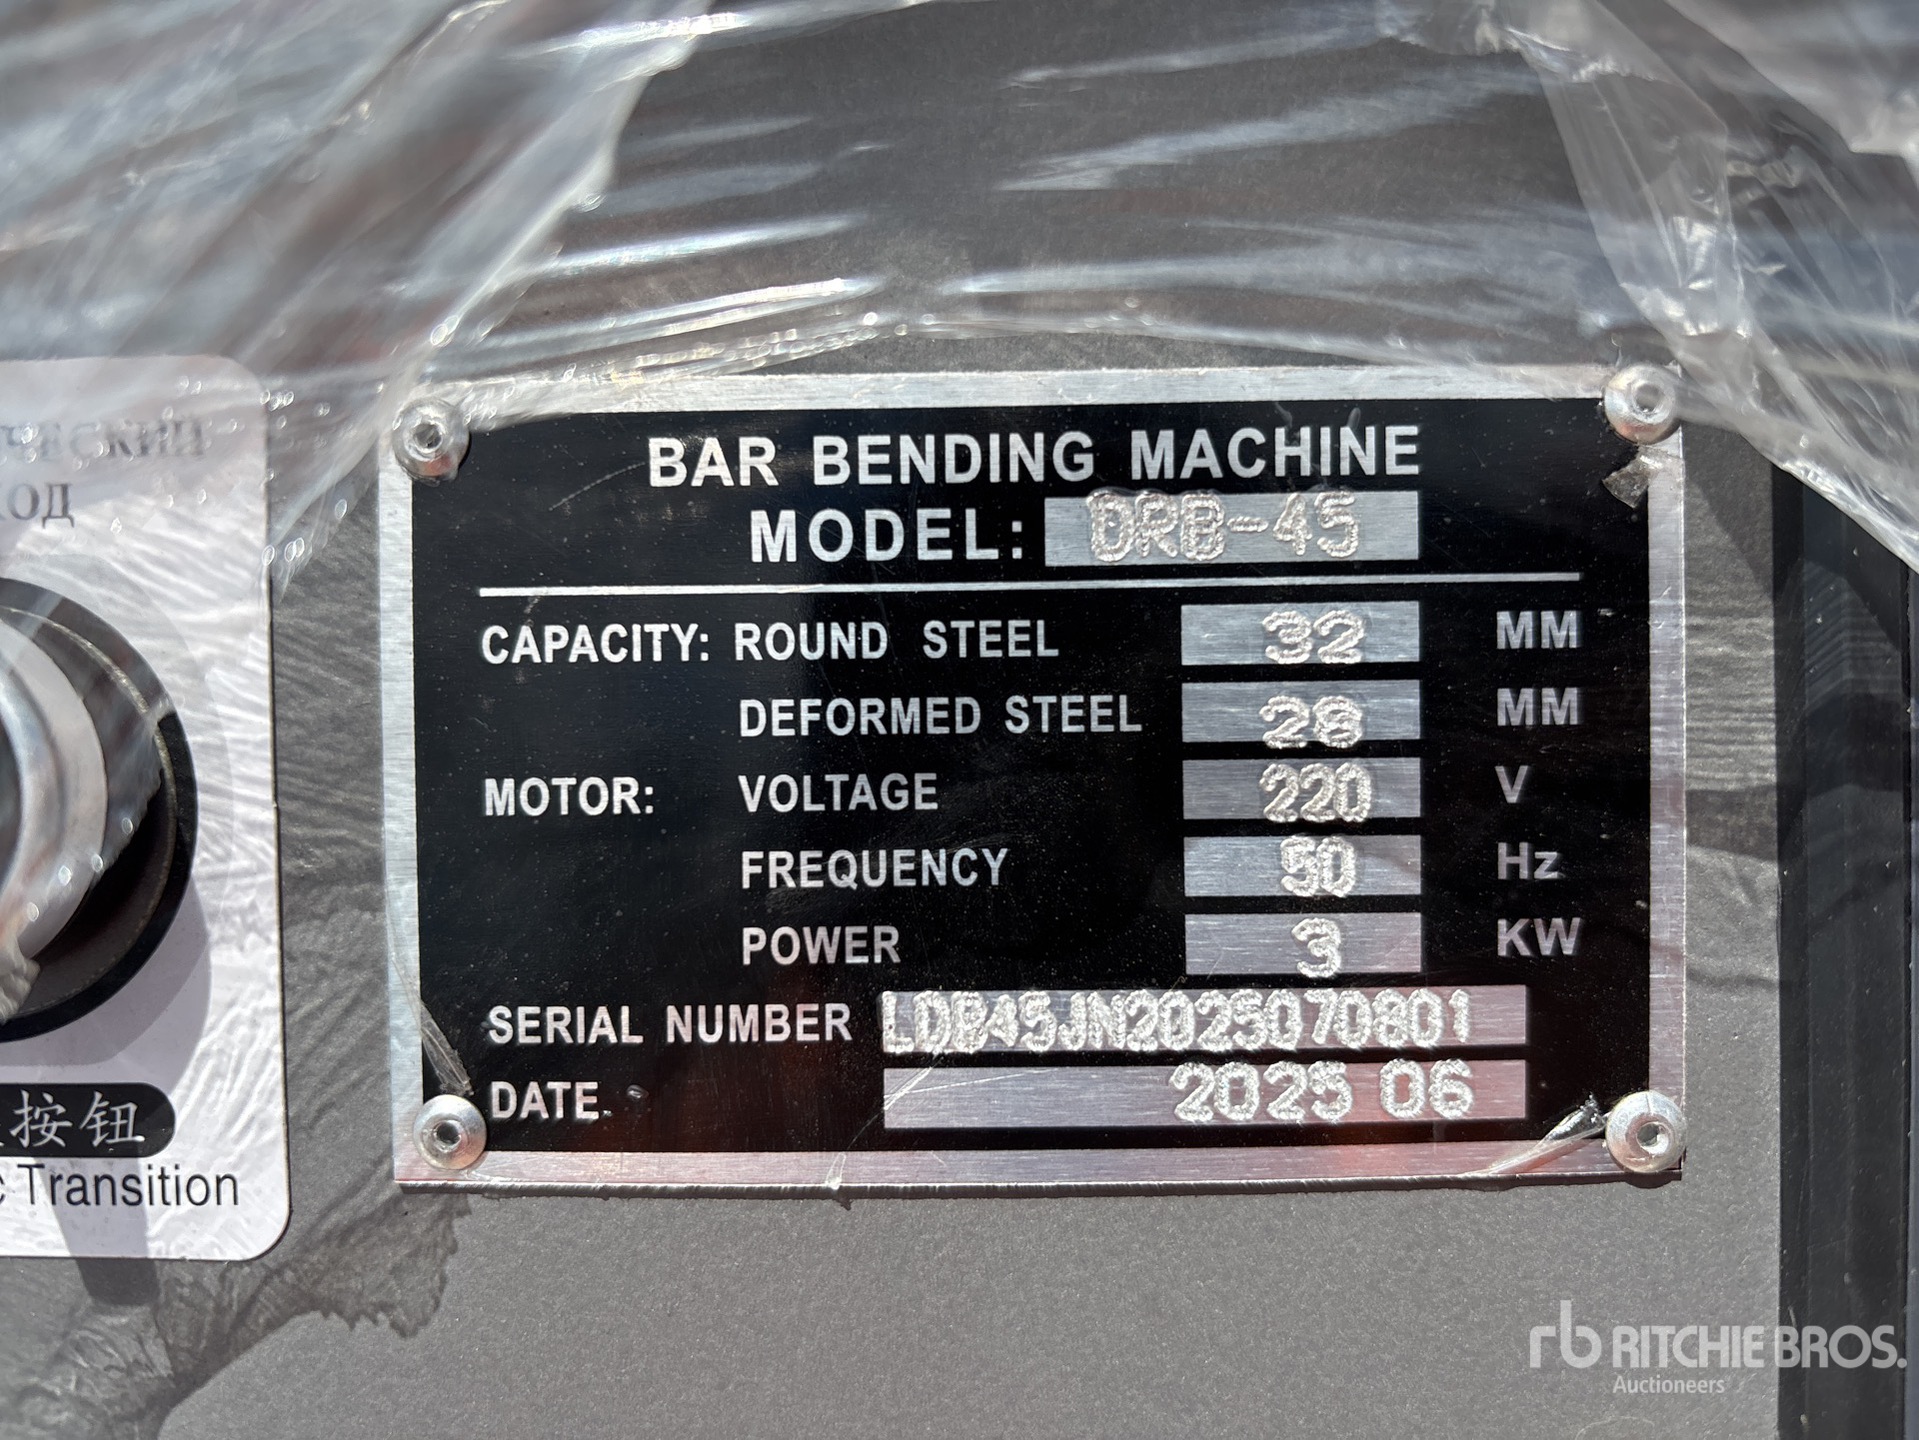 BAR BENDING MACHINE
MODEL: DRB-45
CAPACITY: ROUND STEEL 32 MM
DEFORMED STEEL 28 MM
MOTOR: VOLTAGE 220 V
FREQUENCY 50 Hz
POWER 3 KW
SERIAL NUMBER LDB45JN2025070801
DATE 2025 06
按钮
Transition
rb RITCHIE BROS.
Auctioneers